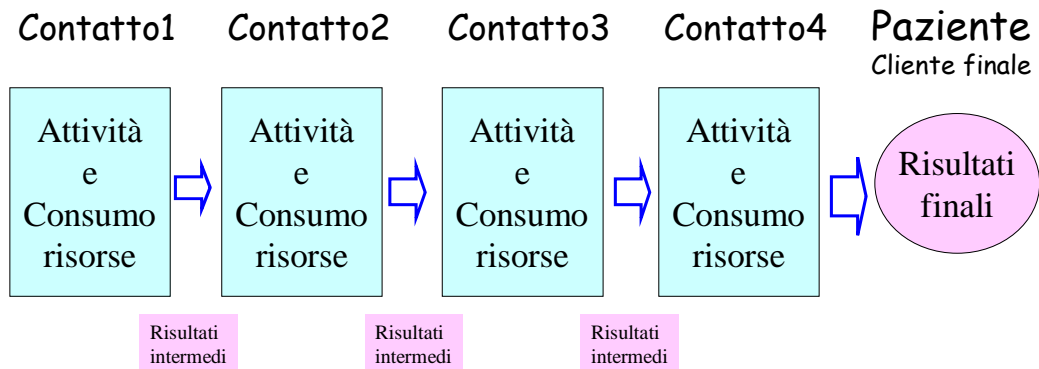 Contatto1 Contatto2 Contatto3 Contatto4 Paziente
Cliente finale
Attività
e
Consumo
risorse
Attività
e
Consumo
risorse
Attività
e
Consumo
risorse
Attività
e
Consumo
risorse
Risultati
finali
Risultati
intermedi
Risultati
intermedi
Risultati
intermedi